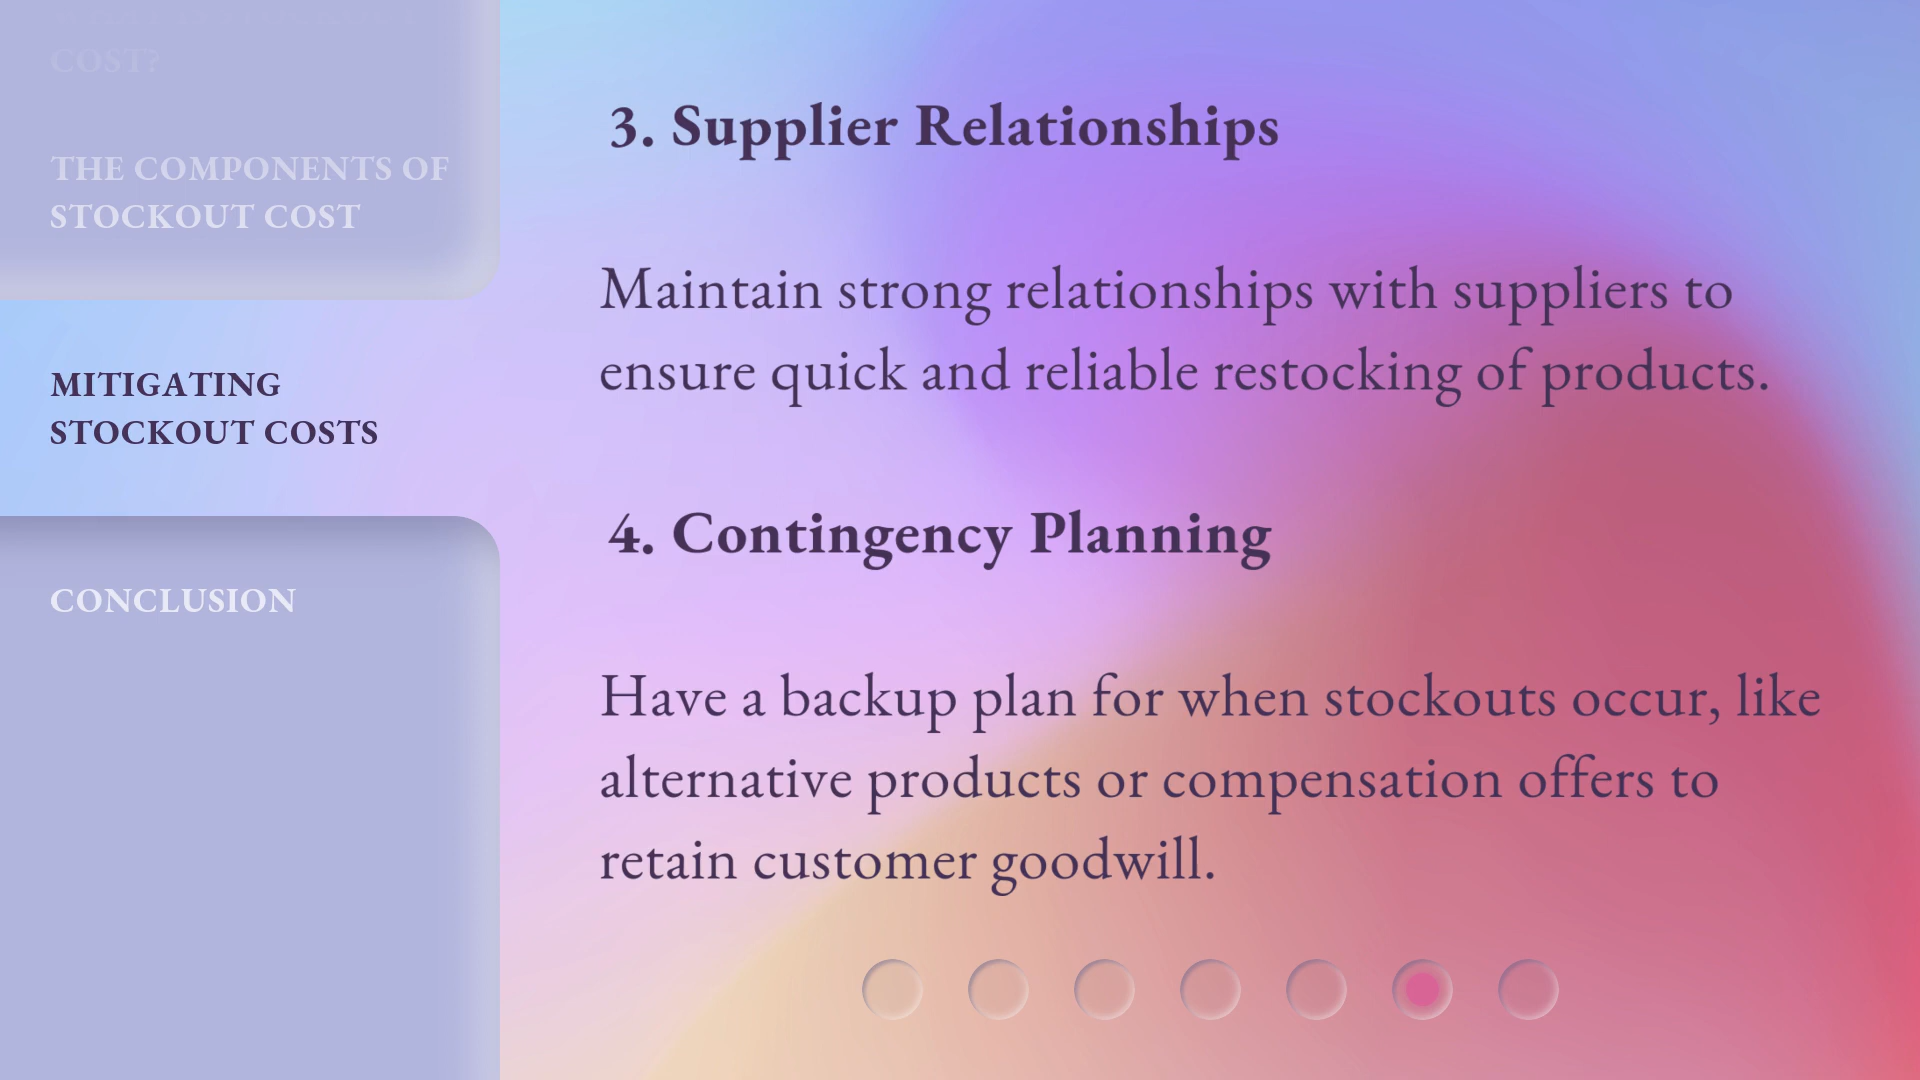 COST?
THE COMPONENTS OF
STOCKOUT COST
MITIGATING
STOCKOUT COSTS
CONCLUSION
3. Supplier Relationships
Maintain strong relationships with suppliers to
ensure quick and reliable restocking of products.
4. Contingency Planning
Have a backup plan for when stockouts occur, like
alternative products or compensation offers to
retain customer goodwill.